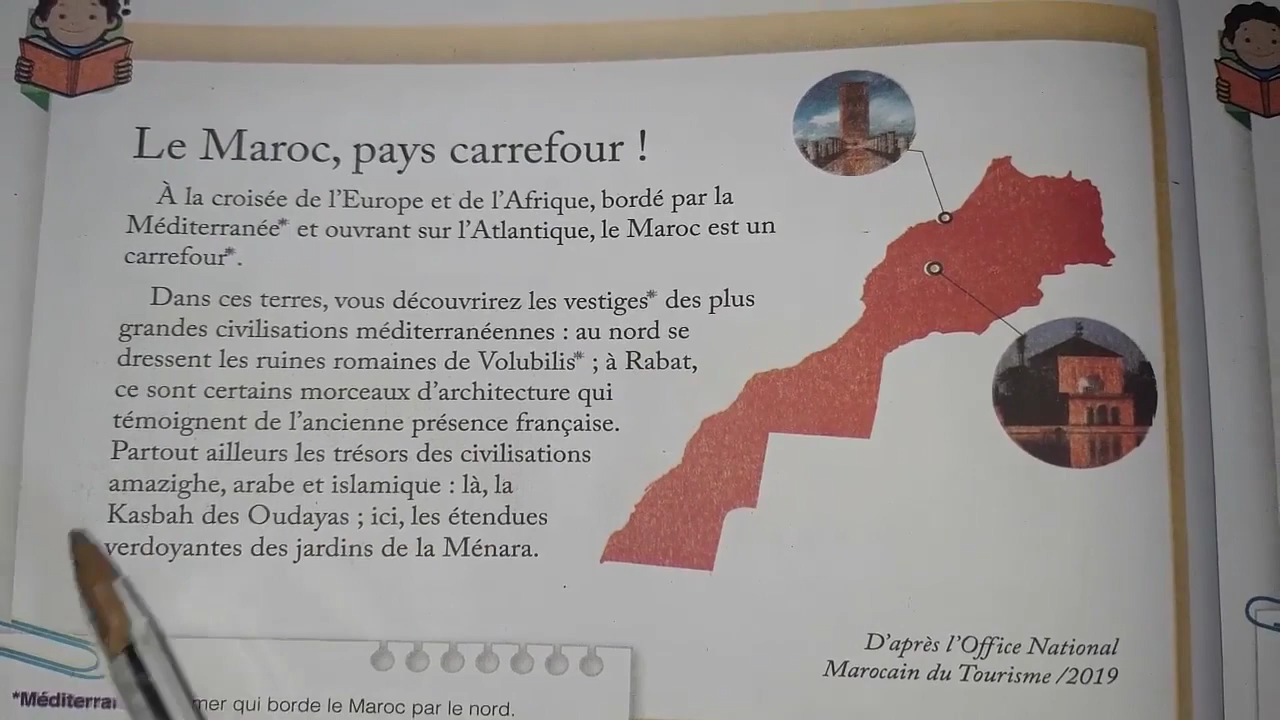 Le Maroc, pays carrefour !
À la croisée de l'Europe et de l'Afrique, bordé par la
Méditerranée* et ouvrant sur l'Atlantique, le Maroc est un
carrefour*.
Dans ces terres, vous découvrirez les vestiges* des plus
grandes civilisations méditerranéennes : au nord se
dressent les ruines romaines de Volubilis* ; à Rabat,
ce sont certains morceaux d'architecture qui
témoignent de l'ancienne présence française.
Partout ailleurs les trésors des civilisations
amazighe, arabe et islamique : là, la
Kasbah des Oudayas ; ici, les étendues
verdoyantes des jardins de la Ménara.
D'après l'Office National
Marocain du Tourisme /2019
mer qui borde le Maroc par le nord.